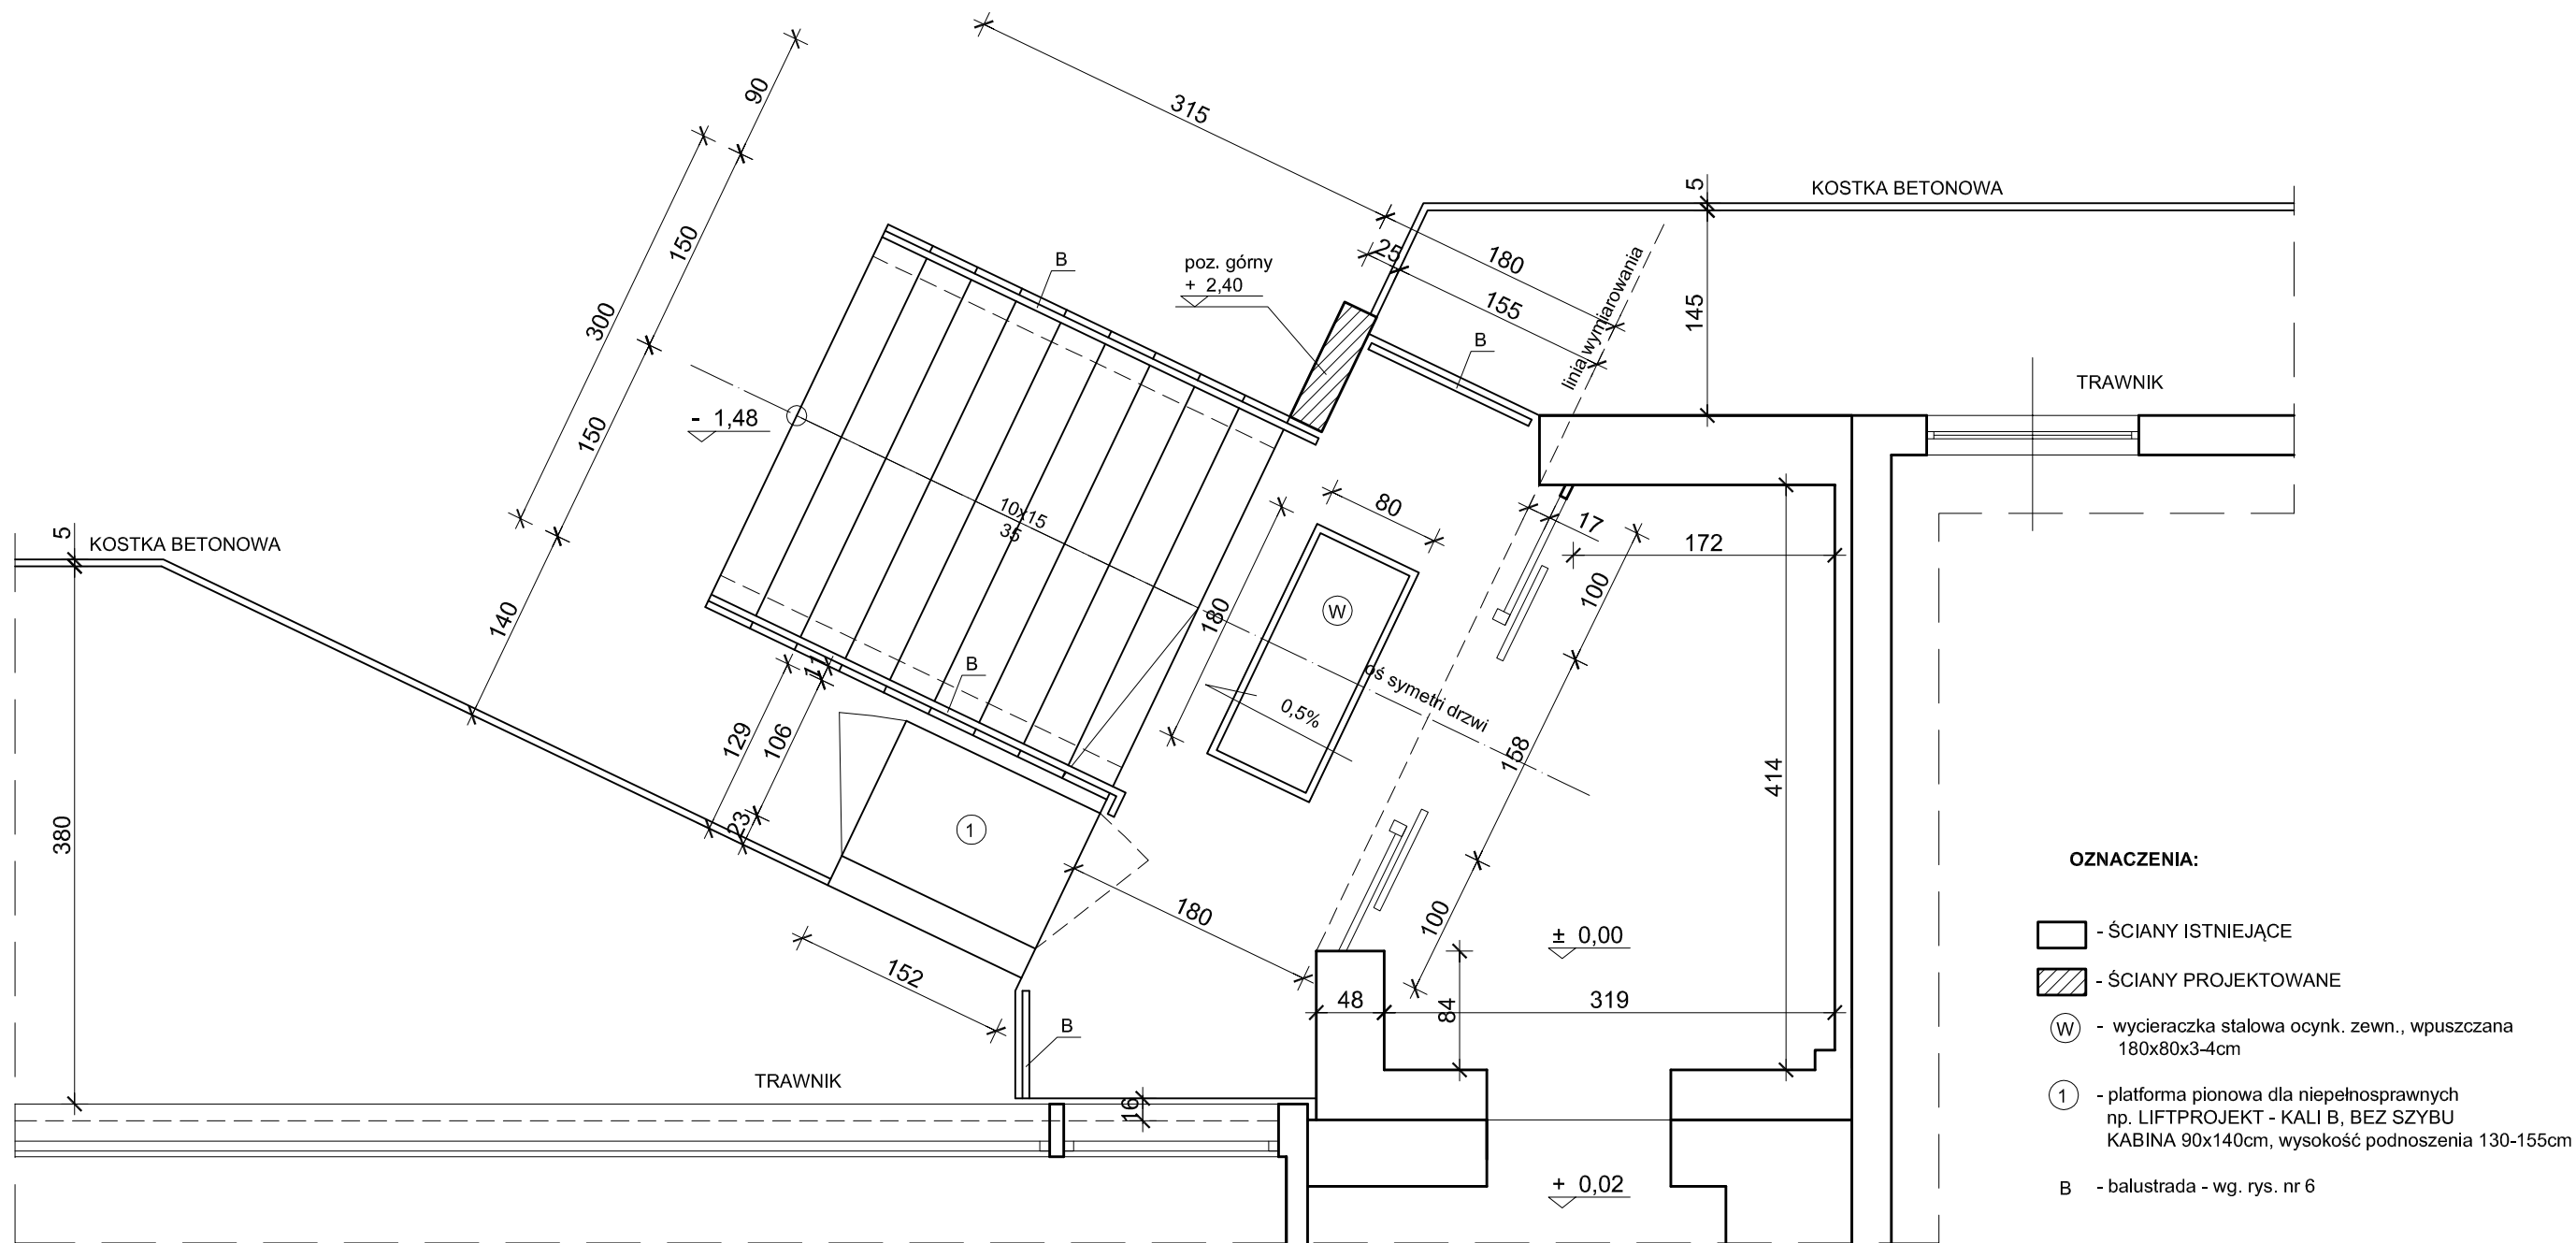 90
315
5
KOSTKA BETONOWA
150
25
180
poz. górny
+ 2,40
B
155
linia wymiarowania
145
300
B
TRAWNIK
- 1,48
150
10x15
35
80
17
5
KOSTKA BETONOWA
172
100
180
W
140
oś symetri drzwi
11
B
0,5%
129
106
158
414
23
1
380
180
100
± 0,00
152
48
84
319
B
TRAWNIK
16
+ 0,02
OZNACZENIA:
- ŚCIANY ISTNIEJĄCE
- ŚCIANY PROJEKTOWANE
W - wycieraczka stalowa ocynk. zewn., wpuszczana
180x80x3-4cm
1 - platforma pionowa dla niepełnosprawnych
np. LIFTPROJEKT - KALI B, BEZ SZYBU
KABINA 90x140cm, wysokość podnoszenia 130-155cm
B - balustrada - wg. rys. nr 6